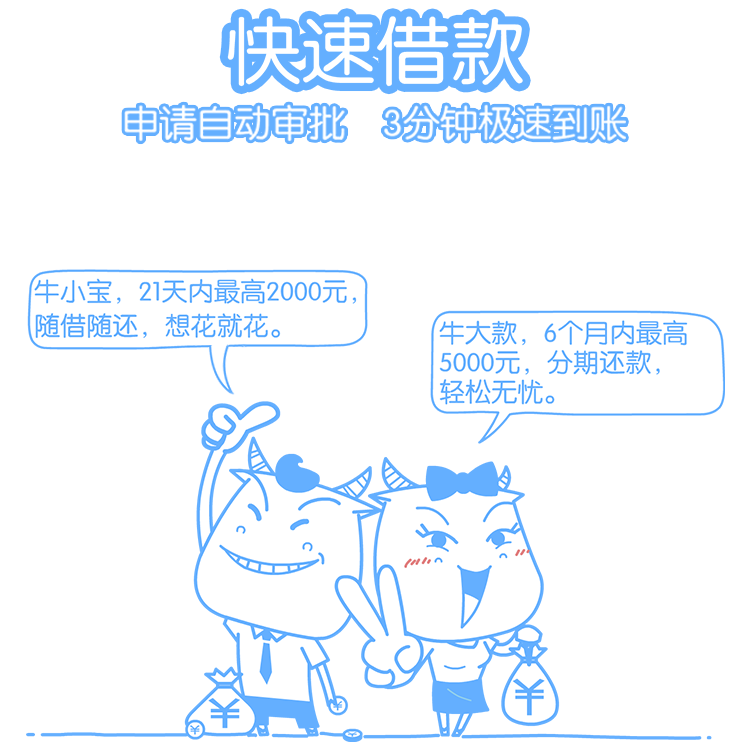 快速借款
申请自动审批 3分钟极速到账
牛小宝，21天内最高2000元，
随借随还，想花就花。
牛大款，6个月内最高
5000元，分期还款，
轻松无忧。
¥
¥
¥
¥